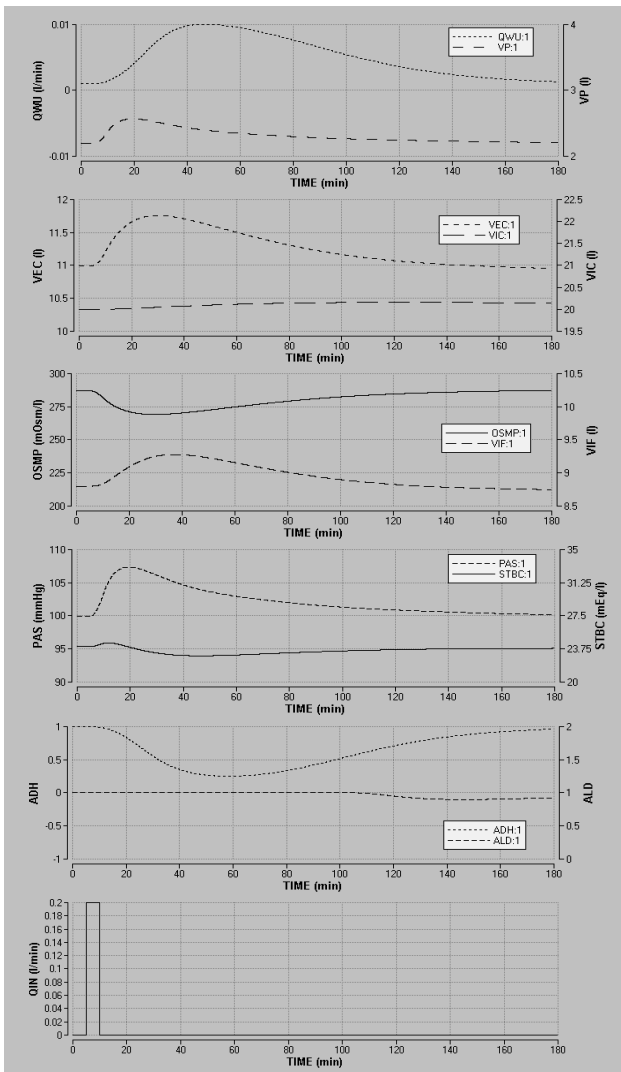 0.01 4
QWU:1
VP:1
QWU (l/min) 0 3 VP (l)
-0.01 2
0 20 40 60 80 100 120 140 160 180
TIME (min)
12 22.5
22
VEC:1
VIC:1
11.5 21.5
VEC (l) 11 21 VIC (l)
20.5
10.5 20
10 19.5
0 20 40 60 80 100 120 140 160 180
TIME (min)
300 10.5
275 10
OSMP (mOsm/l) 250 9.5 VIF (l)
OSMP:1
VIF:1
225 9
200 8.5
0 20 40 60 80 100 120 140 160 180
TIME (min)
110 35
PAS:1
STBC:1
105 31.25
PAS (mmHg) 100 27.5 STBC (mEq/l)
95 23.75
90 20
0 20 40 60 80 100 120 140 160 180
TIME (min)
1 2
0.5 1.5
ADH 0 1 ALD
-0.5 0.5
ADH:1
ALD:1
-1 0
0 20 40 60 80 100 120 140 160 180
TIME (min)
0.2
0.18
0.16
0.14
0.12
QIN (l/min) 0.1
0.08
0.06
0.04
0.02
0
0 20 40 60 80 100 120 140 160 180
TIME (min)